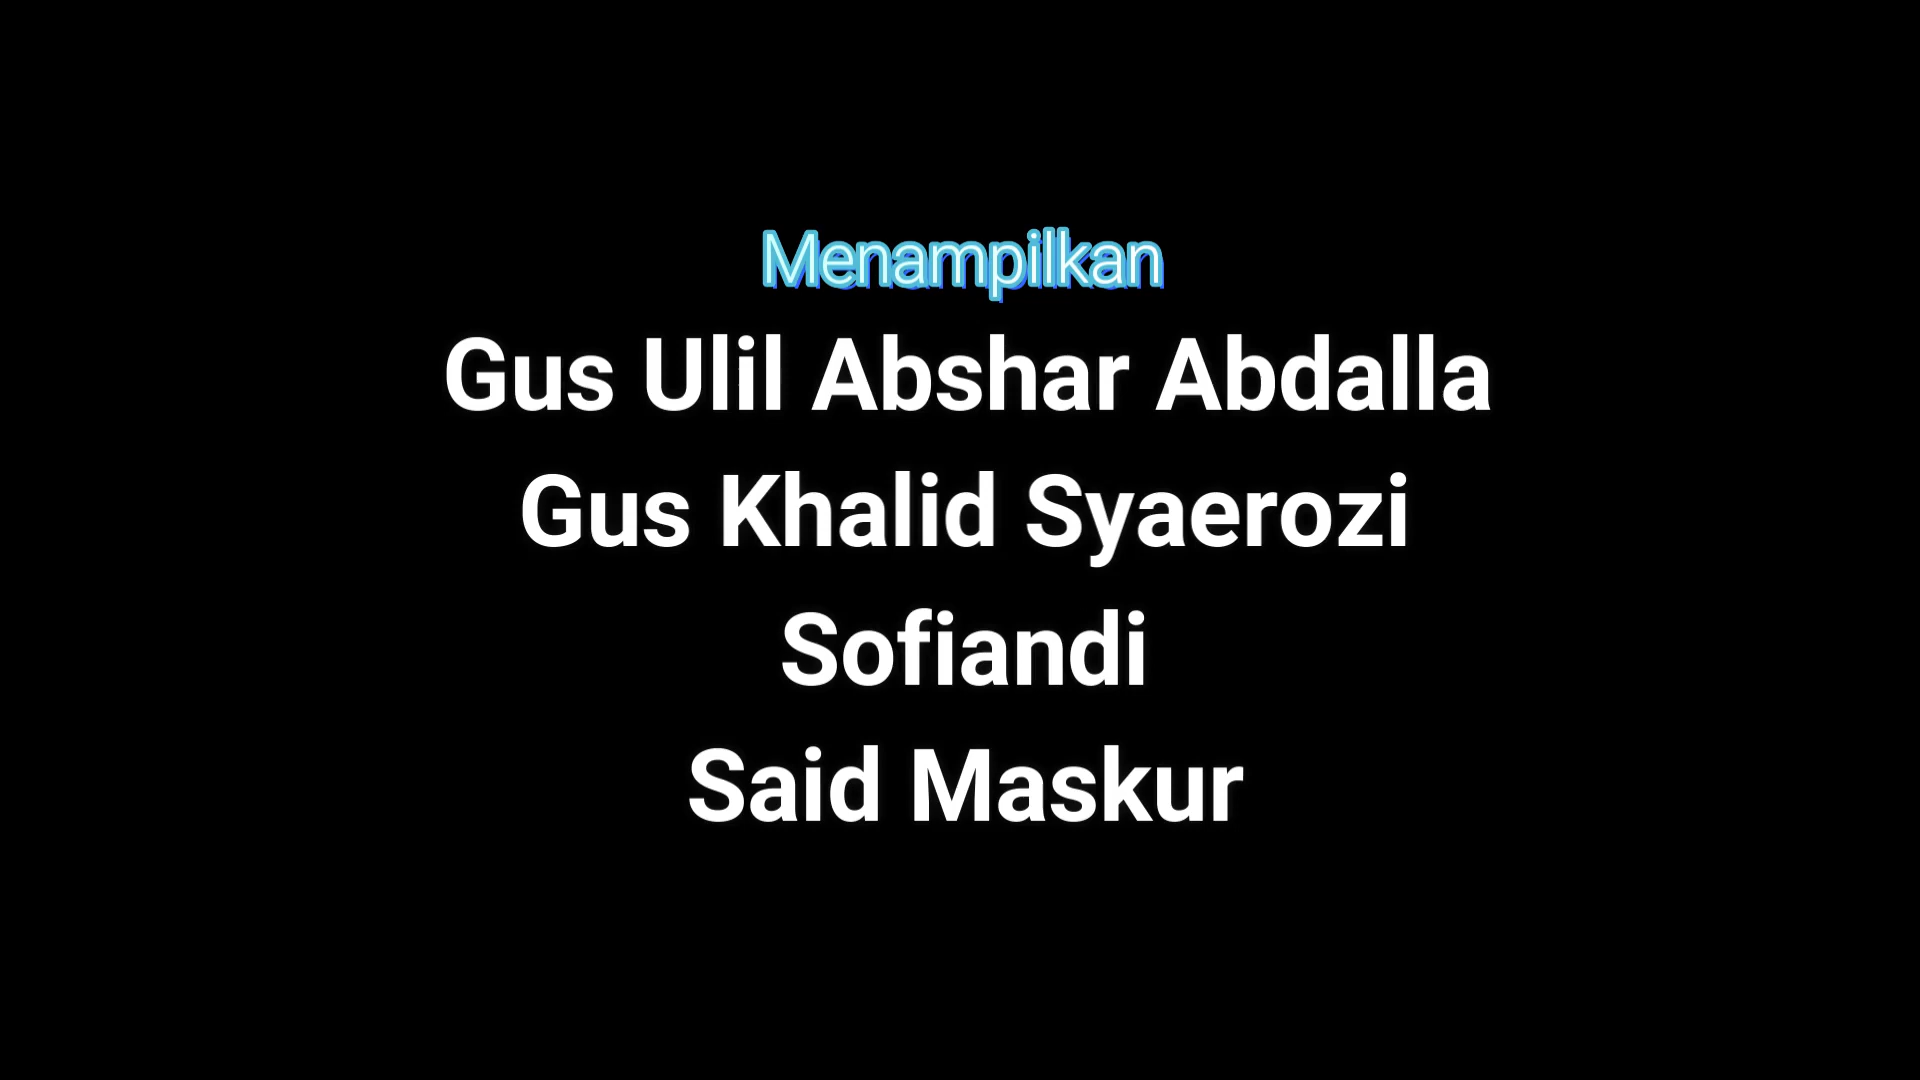 Menampilkan
Gus Ulil Abshar Abdalla
Gus Khalid Syaerozi
Sofiandi
Said Maskur